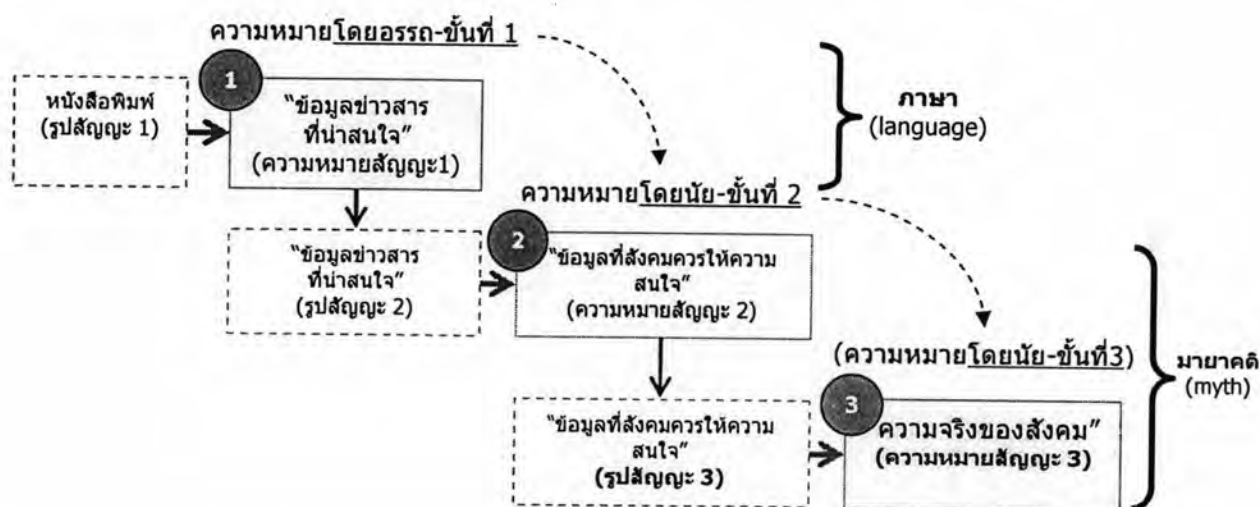 ความหมายโดยอรรถ-ขั้นที่ 1
1
หนังสือพิมพ์
(รูปสัญญะ 1)
“ข้อมูลข่าวสาร
ที่น่าสนใจ”
(ความหมายสัญญะ1)
ภาษา
(language)
ความหมายโดยนัย-ขั้นที่ 2
2
“ข้อมูลข่าวสาร
ที่น่าสนใจ”
(รูปสัญญะ 2)
“ข้อมูลที่สังคมควรให้ความ
สนใจ”
(ความหมายสัญญะ 2)
(ความหมายโดยนัย-ขั้นที่3)
มายาคติ
(myth)
3
“ข้อมูลที่สังคมควรให้ความ
สนใจ”
(รูปสัญญะ 3)
ความจริงของสังคม”
(ความหมายสัญญะ 3)